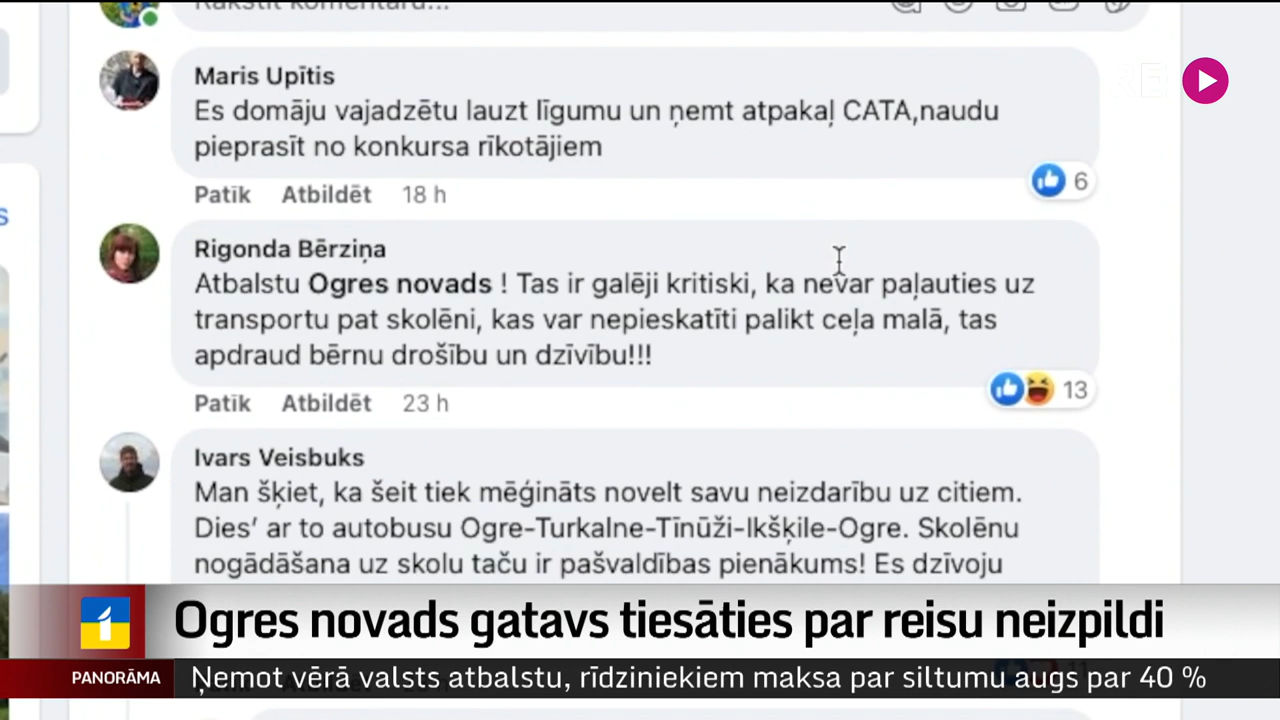 Rakstīt komentāru...
Maris Upītis
Es domāju vajadzētu lauzt līgumu un ņemt atpakaļ CATA,naudu
pieprasīt no konkursa rīkotājiem
Patīk Atbildēt 18 h
6
Rigonda Bērziņa
Atbalstu Ogres novads ! Tas ir galēji kritiski, ka nevar paļauties uz
transportu pat skolēni, kas var nepieskatīti palikt ceļa malā, tas
apdraud bērnu drošību un dzīvību!!!
Patīk Atbildēt 23 h
13
Ivars Veisbuks
Man šķiet, ka šeit tiek mēģināts novelt savu neizdarību uz citiem.
Dies’ ar to autobusu Ogre-Turkalne-Tīnūži-Ikšķile-Ogre. Skolēnu
nogādāšana uz skolu taču ir pašvaldības pienākums! Es dzīvoju
1 Ogres novads gatavs tiesāties par reisu neizpildi
PANORĀMA Ņemot vērā valsts atbalstu, rīdziniekiem maksa par siltumu augs par 40 %